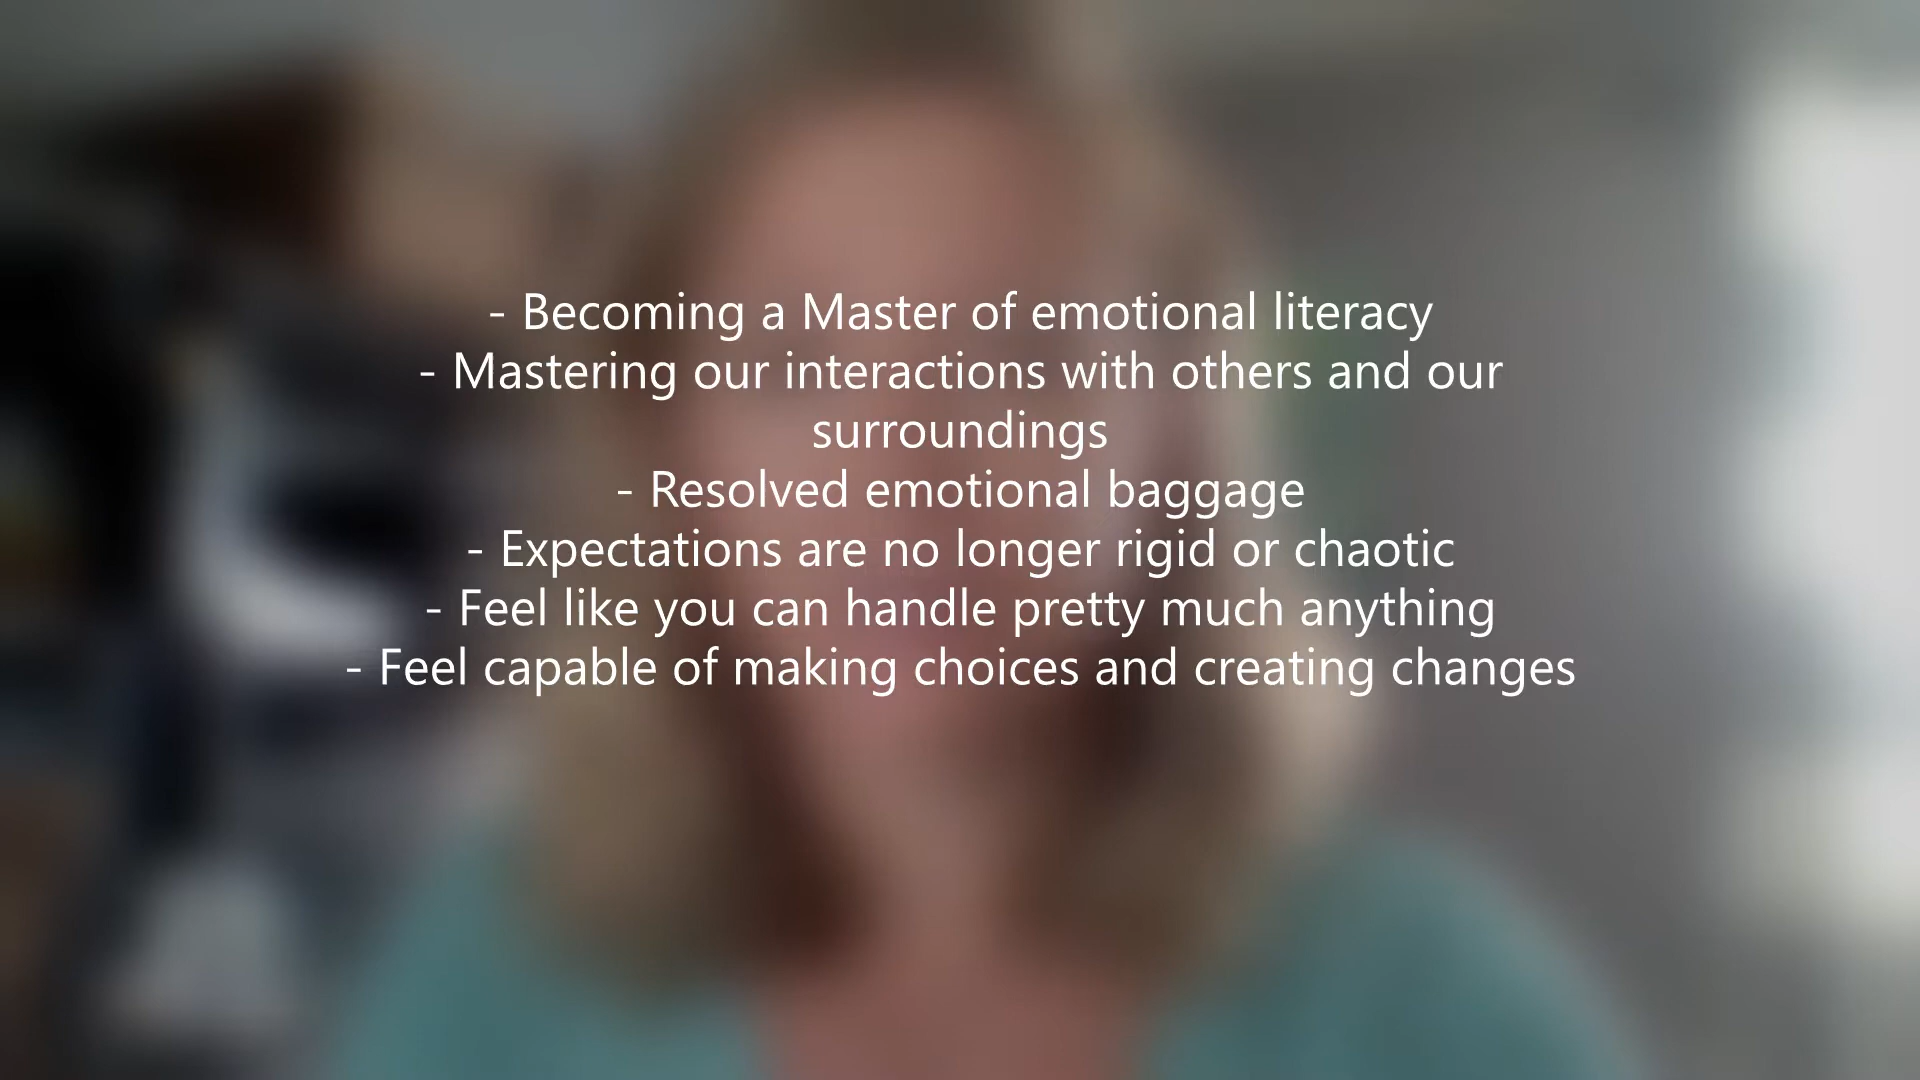 - Becoming a Master of emotional literacy
- Mastering our interactions with others and our
surroundings
- Resolved emotional baggage
- Expectations are no longer rigid or chaotic
- Feel like you can handle pretty much anything
- Feel capable of making choices and creating changes